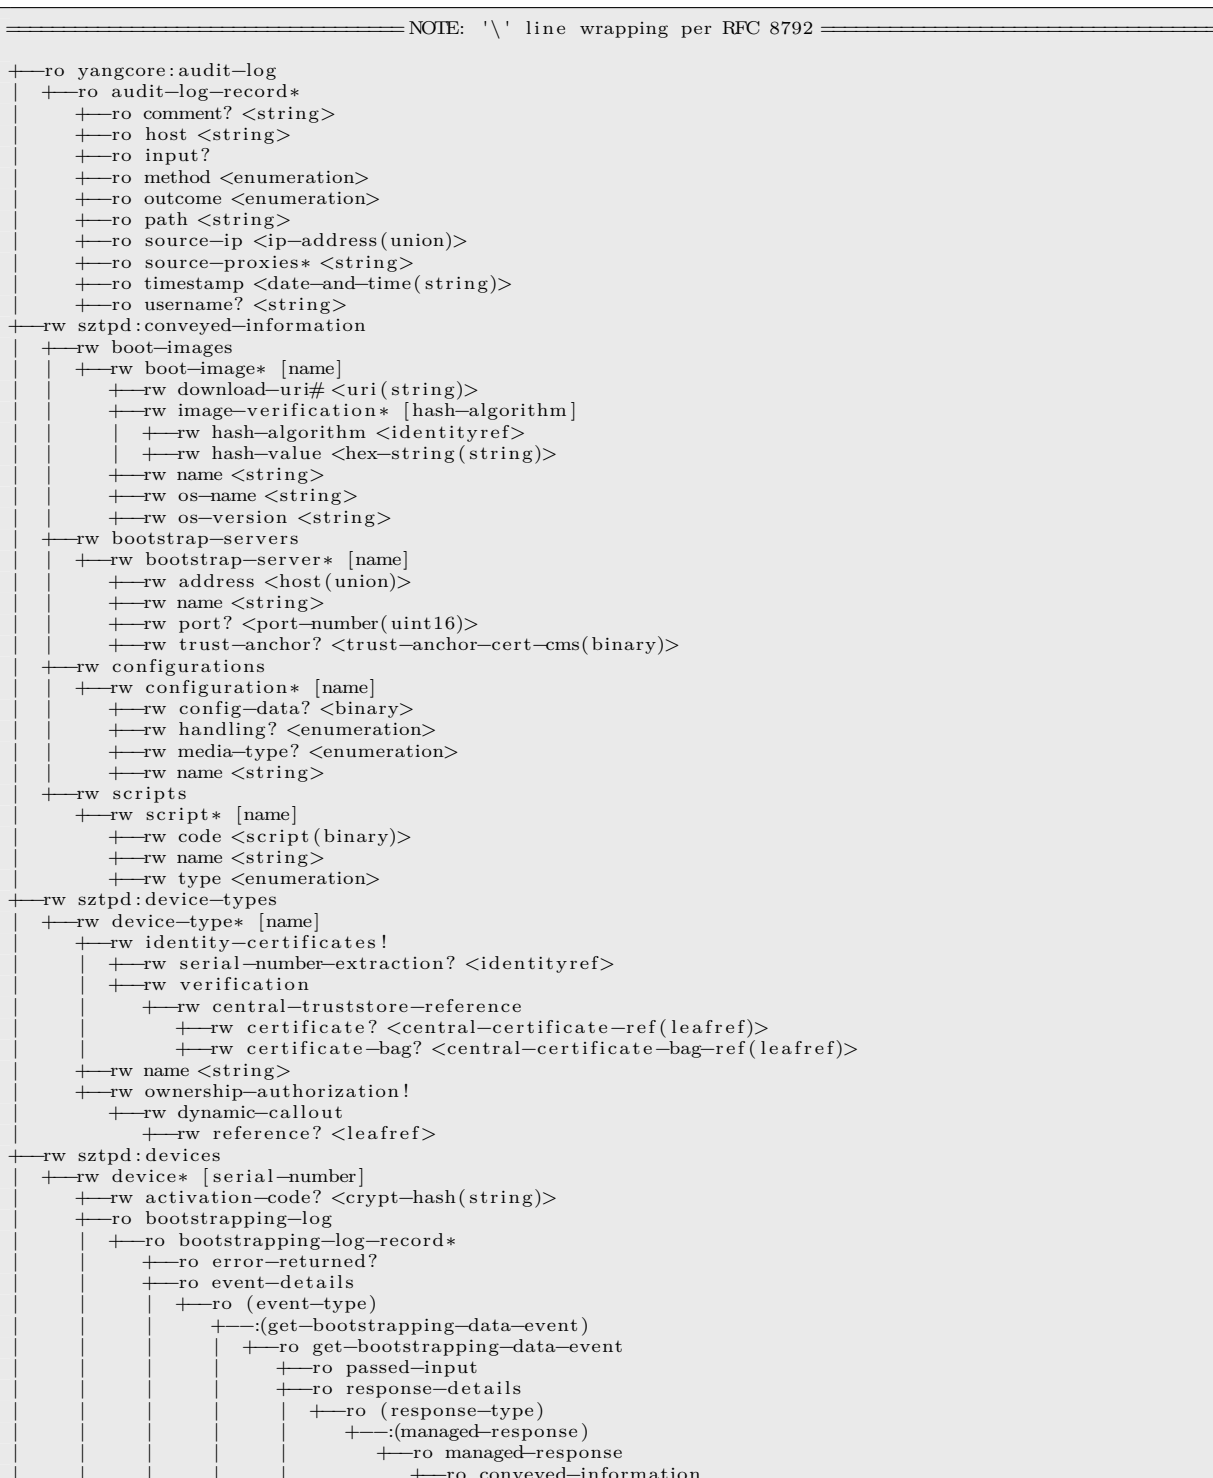 ================================== NOTE: '\' line wrapping per RFC 8792 ==================================
+--ro yangcore:audit-log
|  +--ro audit-log-record*
|     +--ro comment? <string>
|     +--ro host <string>
|     +--ro input?
|     +--ro method <enumeration>
|     +--ro outcome <enumeration>
|     +--ro path <string>
|     +--ro source-ip <ip-address(union)>
|     +--ro source-proxies* <string>
|     +--ro timestamp <date-and-time(string)>
|     +--ro username? <string>
+--rw sztpd:conveyed-information
|  +--rw boot-images
|  |  +--rw boot-image* [name]
|  |     +--rw download-uri# <uri(string)>
|  |     +--rw image-verification* [hash-algorithm]
|  |     |  +--rw hash-algorithm <identityref>
|  |     |  +--rw hash-value <hex-string(string)>
|  |     +--rw name <string>
|  |     +--rw os-name <string>
|  |     +--rw os-version <string>
|  +--rw bootstrap-servers
|  |  +--rw bootstrap-server* [name]
|  |     +--rw address <host(union)>
|  |     +--rw name <string>
|  |     +--rw port? <port-number(uint16)>
|  |     +--rw trust-anchor? <trust-anchor-cert-cms(binary)>
|  +--rw configurations
|  |  +--rw configuration* [name]
|  |     +--rw config-data? <binary>
|  |     +--rw handling? <enumeration>
|  |     +--rw media-type? <enumeration>
|  |     +--rw name <string>
|  +--rw scripts
|     +--rw script* [name]
|        +--rw code <script(binary)>
|        +--rw name <string>
|        +--rw type <enumeration>
+--rw sztpd:device-types
|  +--rw device-type* [name]
|     +--rw identity-certificates!
|     |  +--rw serial-number-extraction? <identityref>
|     |  +--rw verification
|     |     +--rw central-truststore-reference
|     |        +--rw certificate? <central-certificate-ref(leafref)>
|     |        +--rw certificate-bag? <central-certificate-bag-ref(leafref)>
|     +--rw name <string>
|     +--rw ownership-authorization!
|        +--rw dynamic-callout
|           +--rw reference? <leafref>
+--rw sztpd:devices
|  +--rw device* [serial-number]
|     +--rw activation-code? <crypt-hash(string)>
|     +--ro bootstrapping-log
|     |  +--ro bootstrapping-log-record*
|     |     +--ro error-returned?
|     |     +--ro event-details
|     |     |  +--ro (event-type)
|     |     |     +--:(get-bootstrapping-data-event)
|     |     |     |  +--ro get-bootstrapping-data-event
|     |     |     |     +--ro passed-input
|     |     |     |     +--ro response-details
|     |     |     |     |  +--ro (response-type)
|     |     |     |     |     +--:(managed-response)
|     |     |     |     |        +--ro managed-response
|     |     |     |     |           +--ro conveyed-information